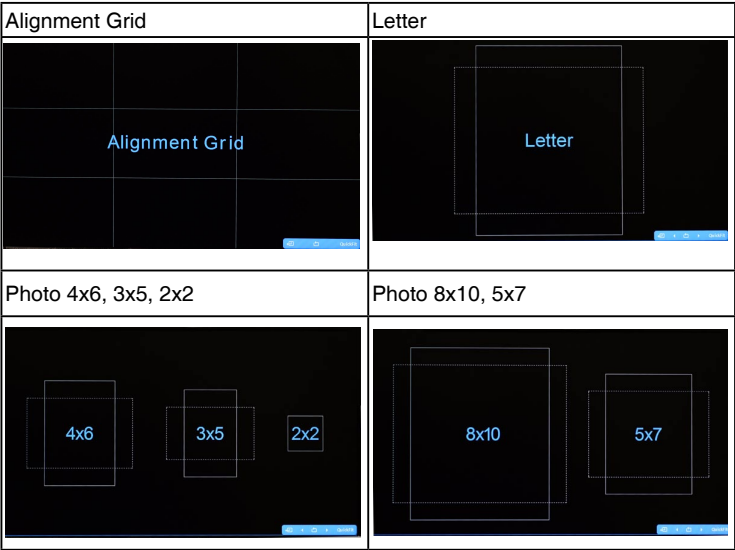 Alignment Grid
Letter
Alignment Grid
Letter
Photo 4x6, 3x5, 2x2
Photo 8x10, 5x7
4x6
3x5
2x2
8x10
5x7